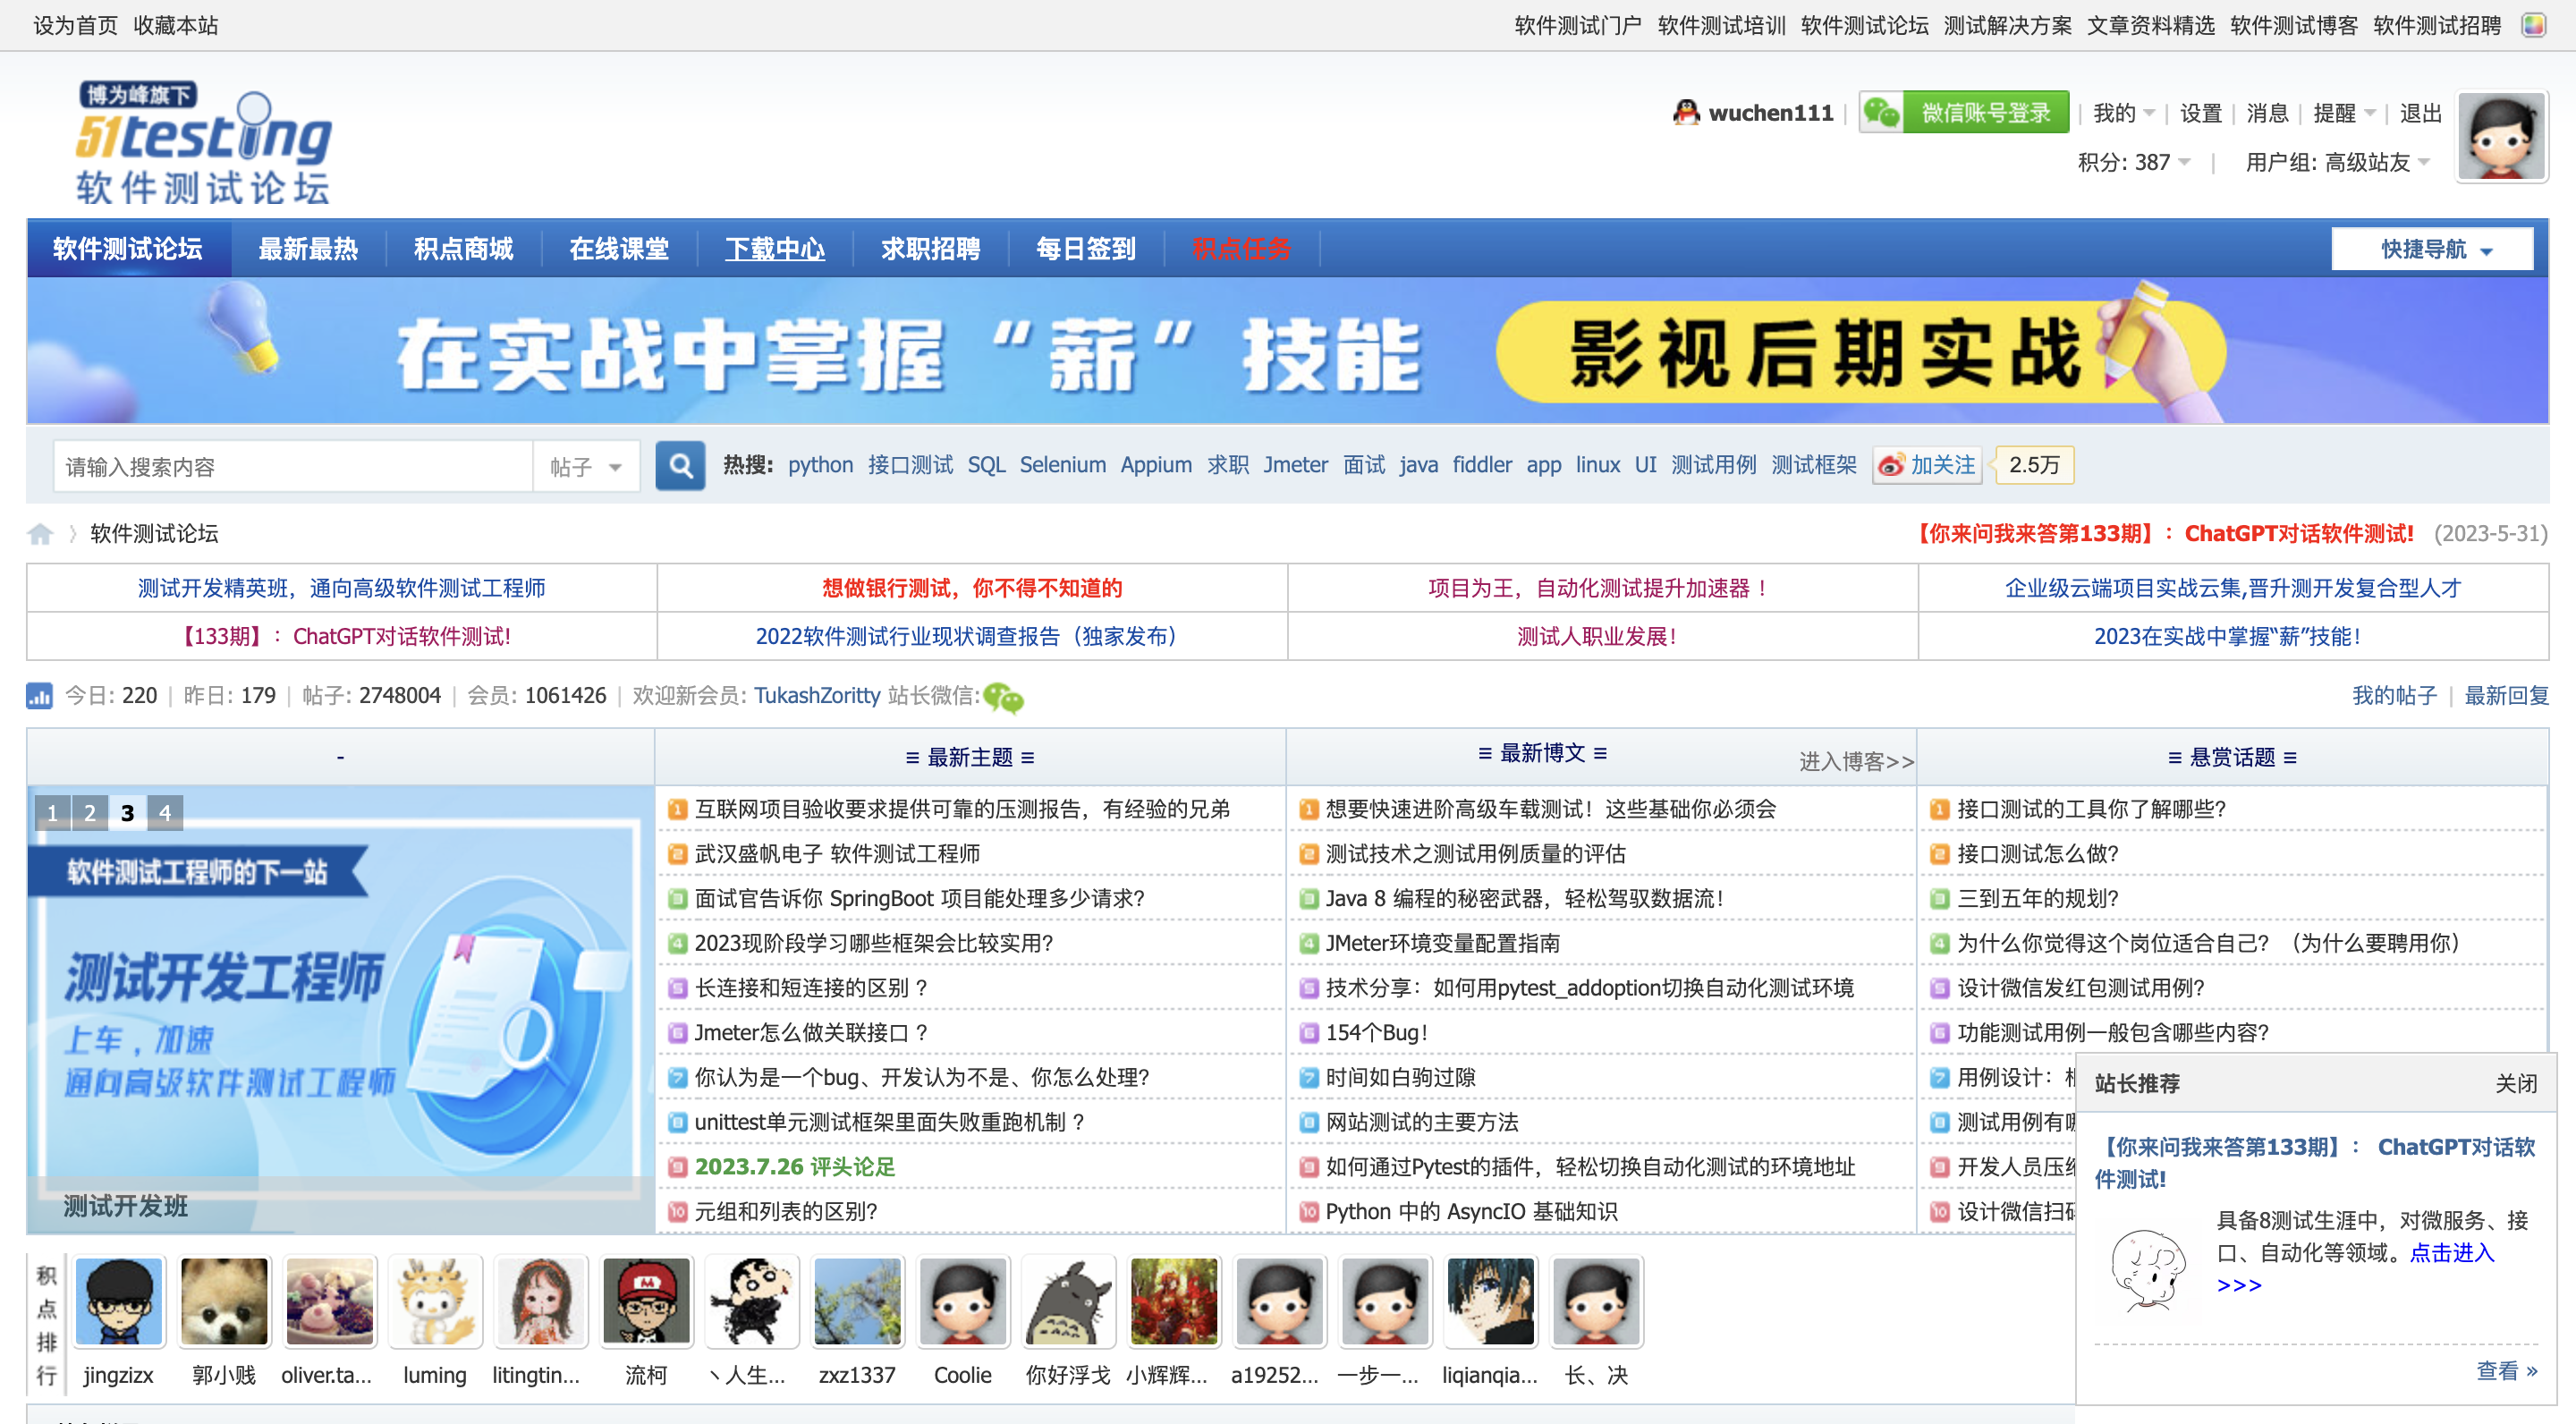 设为首页 收藏本站
软件测试门户 软件测试培训 软件测试论坛 测试解决方案 文章资料精选 软件测试博客 软件测试招聘
博为峰旗下
51testing
软件测试论坛
wuchen111 | 微信账号登录 | 我的 | 设置 | 消息 | 提醒 | 退出
积分: 387 | 用户组: 高级站友
软件测试论坛 最新最热 积点商城 在线课堂 下载中心 求职招聘 每日签到 积点任务 快捷导航
在实战中掌握 “薪” 技能 影视后期实战
请输入搜索内容 帖子 热搜: python 接口测试 SQL Selenium Appium 求职 Jmeter 面试 java fiddler app linux UI 测试用例 测试框架 加关注 2.5万
软件测试论坛 【你来问我来答第133期】：ChatGPT对话软件测试! (2023-5-31)
测试开发精英班，通向高级软件测试工程师 想做银行测试，你不得不知道的 项目为王，自动化测试提升加速器 ！ 企业级云端项目实战云集,晋升测开发复合型人才
【133期】：ChatGPT对话软件测试! 2022软件测试行业现状调查报告（独家发布） 测试人职业发展！ 2023在实战中掌握“薪”技能！
今日: 220 | 昨日: 179 | 帖子: 2748004 | 会员: 1061426 | 欢迎新会员: TukashZoritty 站长微信: 我的帖子 | 最新回复
- ≡ 最新主题 ≡ ≡ 最新博文 ≡ 进入博客>> ≡ 悬赏话题 ≡
1 2 3 4
软件测试工程师的下一站
测试开发工程师
上车，加速
通向高级软件测试工程师
测试开发班
1 互联网项目验收要求提供可靠的压测报告，有经验的兄弟
2 武汉盛帆电子 软件测试工程师
3 面试官告诉你 SpringBoot 项目能处理多少请求？
4 2023现阶段学习哪些框架会比较实用？
5 长连接和短连接的区别 ？
6 Jmeter怎么做关联接口 ？
7 你认为是一个bug、开发认为不是、你怎么处理？
8 unittest单元测试框架里面失败重跑机制 ？
9 2023.7.26 评头论足
10 元组和列表的区别？
1 想要快速进阶高级车载测试！这些基础你必须会
2 测试技术之测试用例质量的评估
3 Java 8 编程的秘密武器，轻松驾驭数据流！
4 JMeter环境变量配置指南
5 技术分享：如何用pytest_addoption切换自动化测试环境
6 154个Bug！
7 时间如白驹过隙
8 网站测试的主要方法
9 如何通过Pytest的插件，轻松切换自动化测试的环境地址
10 Python 中的 AsyncIO 基础知识
1 接口测试的工具你了解哪些？
2 接口测试怎么做？
3 三到五年的规划？
4 为什么你觉得这个岗位适合自己？（为什么要聘用你）
5 设计微信发红包测试用例？
6 功能测试用例一般包含哪些内容？
7 用例设计：
8 测试用例有
9 开发人员压
10 设计微信扫
站长推荐 关闭
【你来问我来答第133期】： ChatGPT对话软
件测试!
具备8测试生涯中，对微服务、接
口、自动化等领域。点击进入
>>>
查看 »
积点排行
jingzizx 郭小贱 oliver.ta... luming litingtin... 流柯 丶人生... zxz1337 Coolie 你好浮戈 小辉辉... a19252... 一步一... liqianqia... 长、决